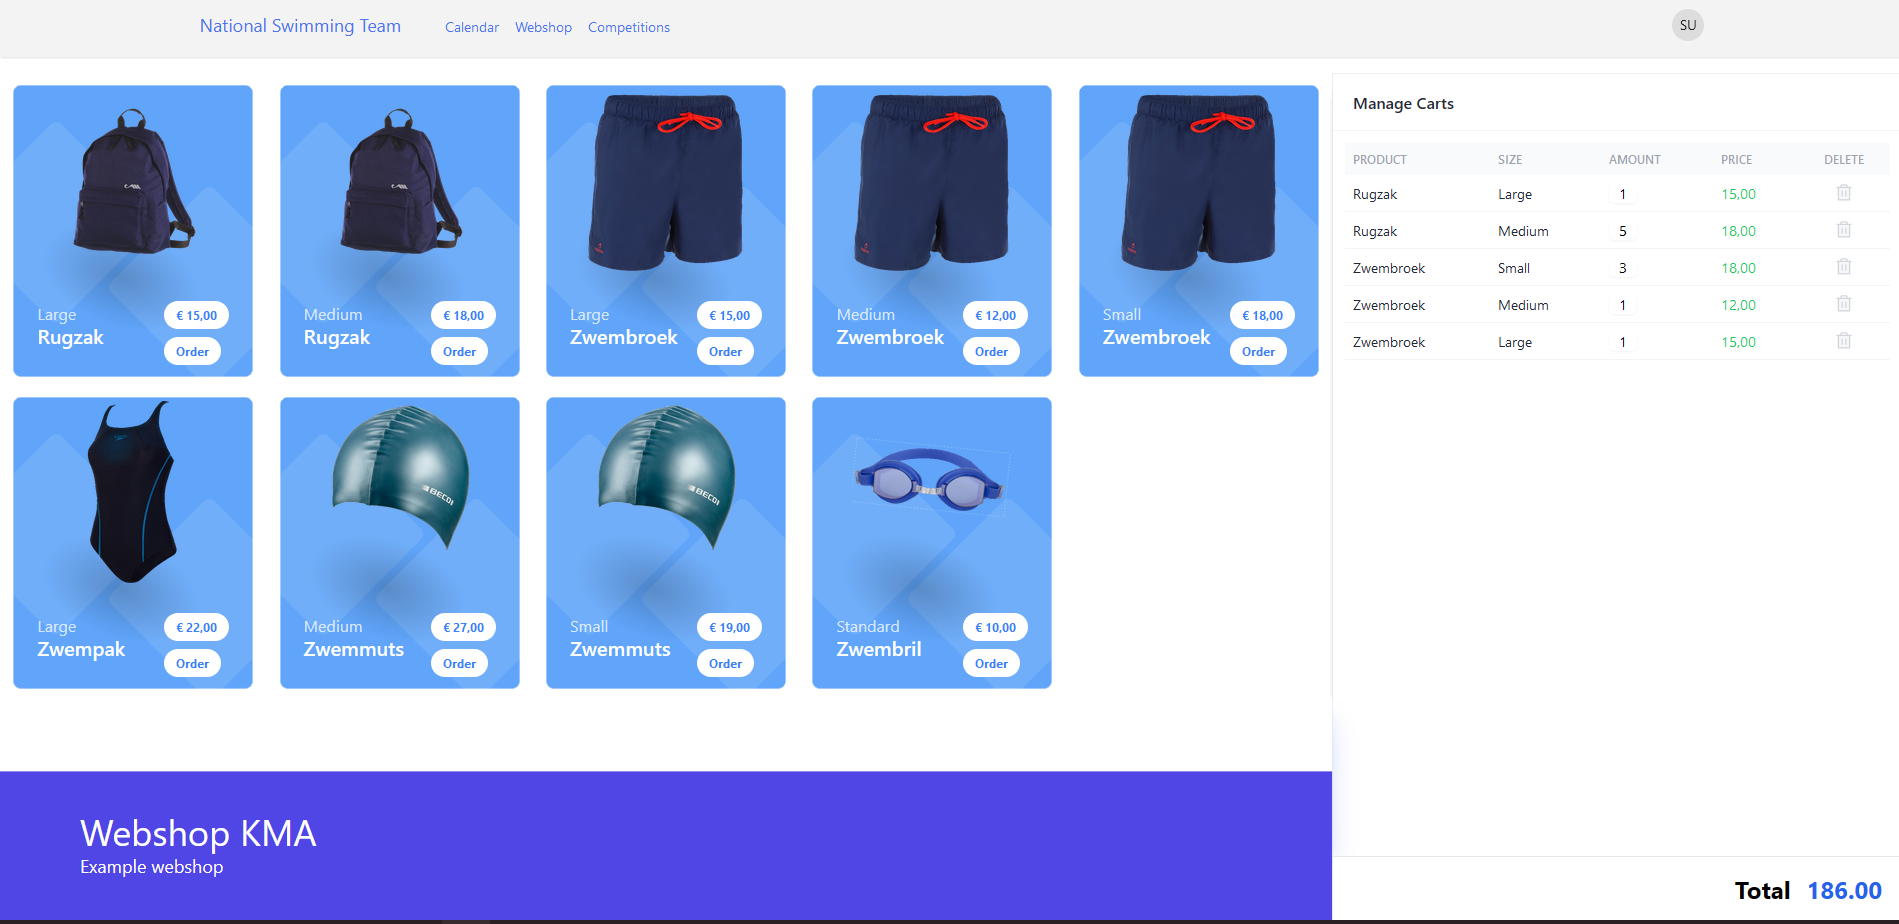 National Swimming Team
Calendar Webshop Competitions
SU
Large
Rugzak
€ 15,00
Order
Medium
Rugzak
€ 18,00
Order
Large
Zwembroek
€ 15,00
Order
Medium
Zwembroek
€ 12,00
Order
Small
Zwembroek
€ 18,00
Order
BECO
Large
Zwempak
€ 22,00
Order
Medium
Zwemmuts
€ 27,00
Order
BECO
Small
Zwemmuts
€ 19,00
Order
Standard
Zwembril
€ 10,00
Order
Webshop KMA
Example webshop
Manage Carts
PRODUCT SIZE AMOUNT PRICE DELETE
Rugzak Large 1 15,00
Rugzak Medium 5 18,00
Zwembroek Small 3 18,00
Zwembroek Medium 1 12,00
Zwembroek Large 1 15,00
Total 186.00